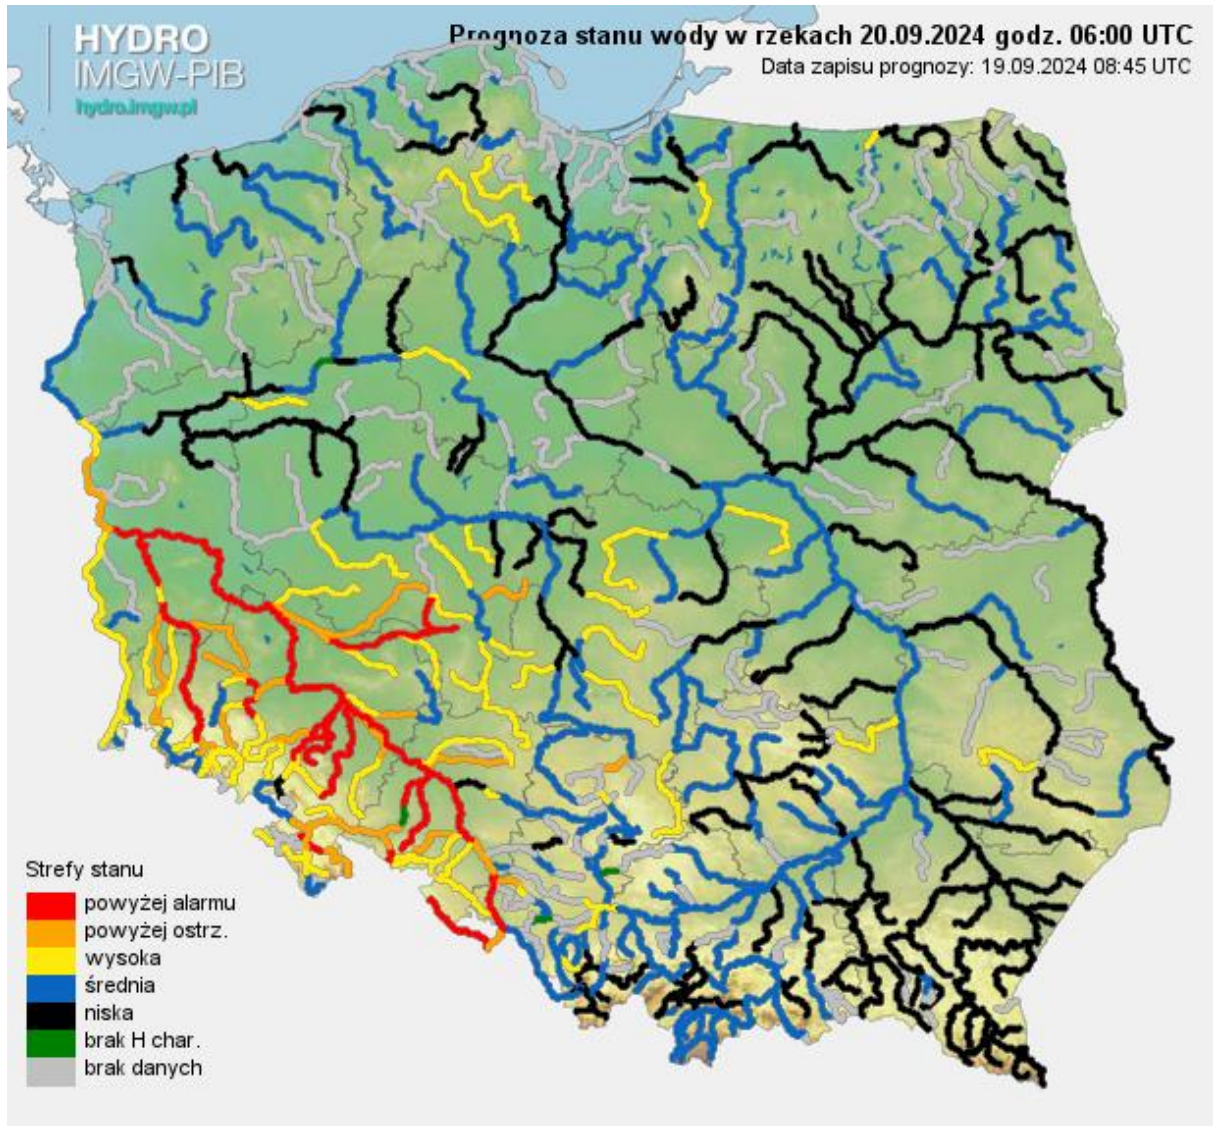 HYDRO
IMGW-PIB
hydro.imgw.pl
Prognoza stanu wody w rzekach 20.09.2024 godz. 06:00 UTC
Data zapisu prognozy: 19.09.2024 08:45 UTC
Strefy stanu
powyżej alarmu
powyżej ostrz.
wysoka
średnia
niska
brak H char.
brak danych